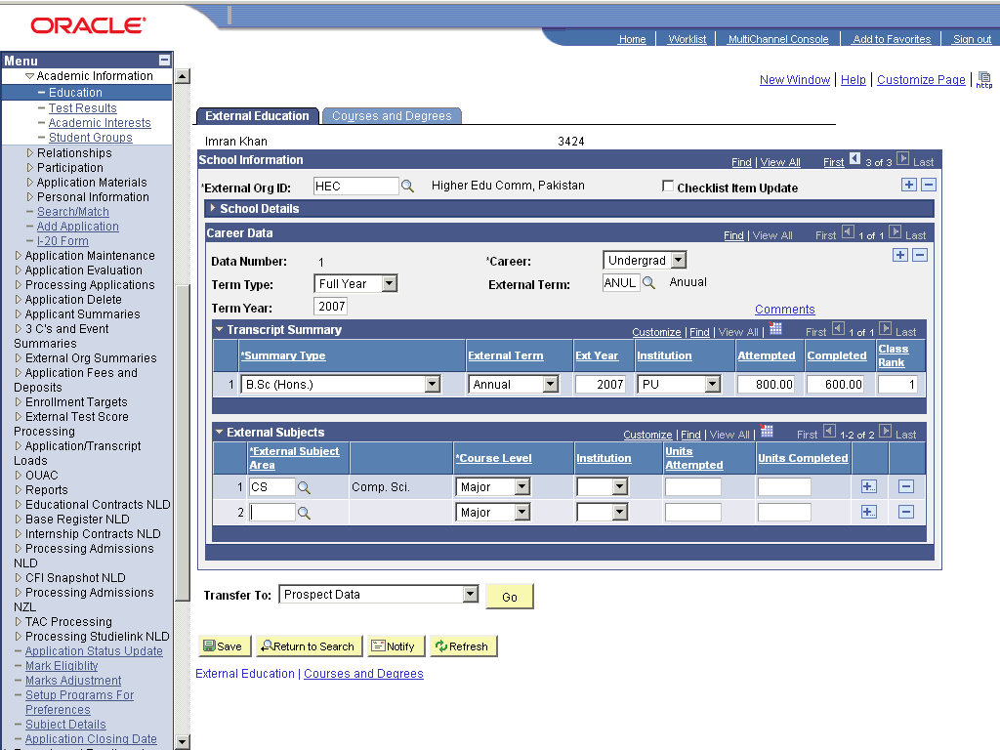 ORACLE
Home Worklist MultiChannel Console Add to Favorites Sign out
Menu
Academic Information
Education
Test Results
Academic Interests
Student Groups
Relationships
Participation
Application Materials
Personal Information
Search/Match
Add Application
I-20 Form
Application Maintenance
Application Evaluation
Processing Applications
Application Delete
Applicant Summaries
3 C's and Event
Summaries
External Org Summaries
Application Fees and
Deposits
Enrollment Targets
External Test Score
Processing
Application/Transcript
Loads
OUAC
Reports
Educational Contracts NLD
Base Register NLD
Internship Contracts NLD
Processing Admissions
NLD
CFI Snapshot NLD
Processing Admissions
NZL
TAC Processing
Processing Studielink NLD
Application Status Update
Mark Eligiblity
Marks Adjustment
Setup Programs For
Preferences
Subject Details
Application Closing Date
New Window | Help | Customize Page | http
External Education Courses and Degrees
Imran Khan 3424
School Information Find | View All First 3 of 3 Last
*External Org ID: HEC Higher Edu Comm, Pakistan Checklist Item Update
School Details
Career Data Find | View All First 1 of 1 Last
Data Number: 1 *Career: Undergrad
Term Type: Full Year External Term: ANUL Anuual
Term Year: 2007 Comments
Transcript Summary Customize | Find | View All | First 1 of 1 Last
*Summary Type External Term Ext Year Institution Attempted Completed Class Rank
1 B.Sc (Hons.) Annual 2007 PU 800.00 600.00 1
External Subjects Customize | Find | View All | First 1-2 of 2 Last
*External Subject Area *Course Level Institution Units Attempted Units Completed
1 CS Comp. Sci. Major
2 Major
Transfer To: Prospect Data Go
Save Return to Search Notify Refresh
External Education | Courses and Degrees